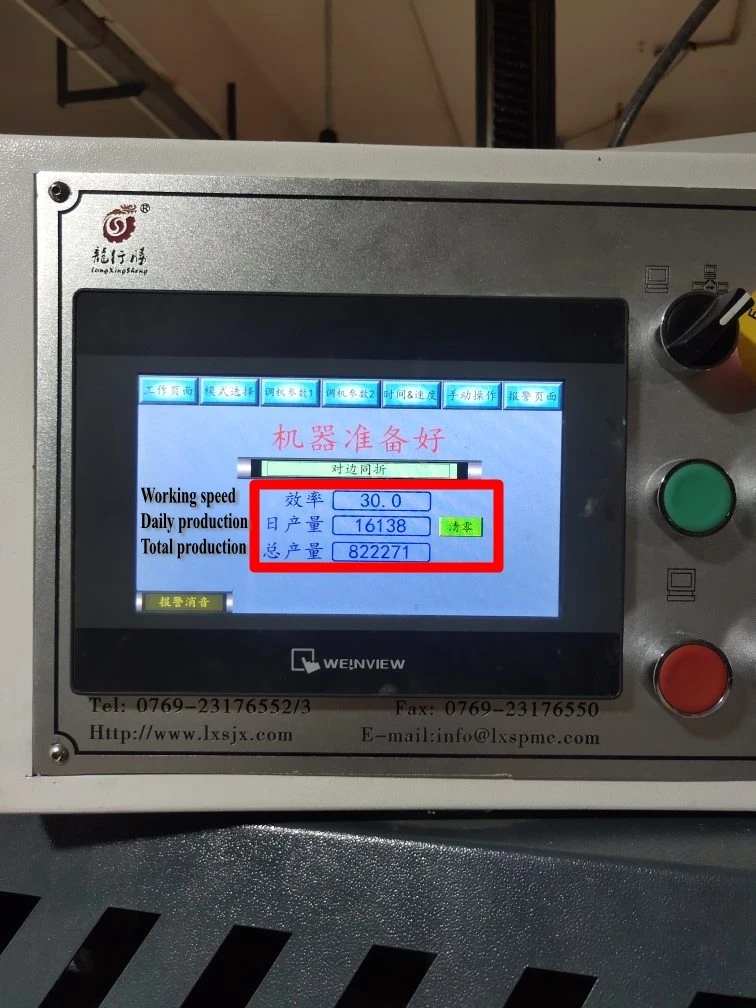 龍行勝®
LongXingSheng
工作页面 模式选择 调机参数1 调机参数2 时间&速度 手动操作 报警页面
机器准备好
对边同折
Working speed 效率 30.0
Daily production 日产量 16138 清零
Total production 总产量 822271
报警消音
WEINVIEW
Tel: 0769-23176552/3 Fax: 0769-23176550
Http://www.lxsjx.com E-mail:info@lxspmc.com